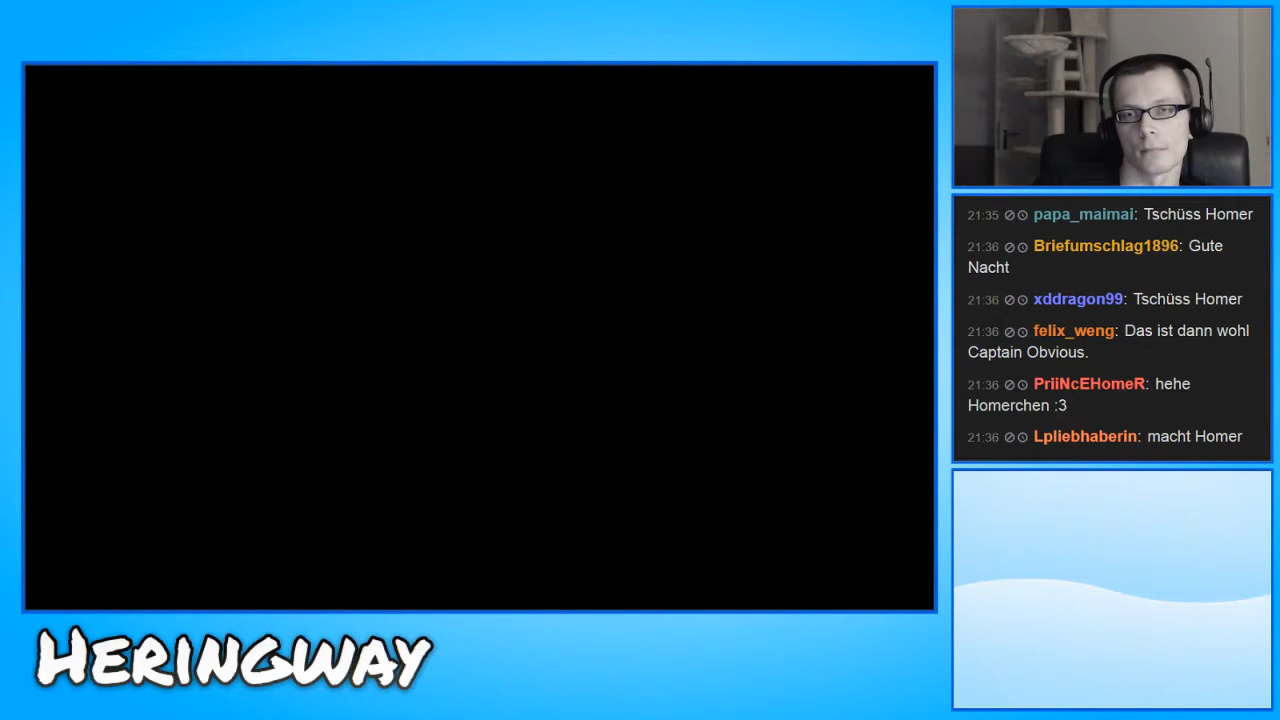 21:35 papa_maimai: Tschüss Homer
21:36 Briefumschlag1896: Gute
Nacht
21:36 xddragon99: Tschüss Homer
21:36 felix_weng: Das ist dann wohl
Captain Obvious.
21:36 PriiNcEHomeR: hehe
Homerchen :3
21:36 Lpliebhaberin: macht Homer
Heringway